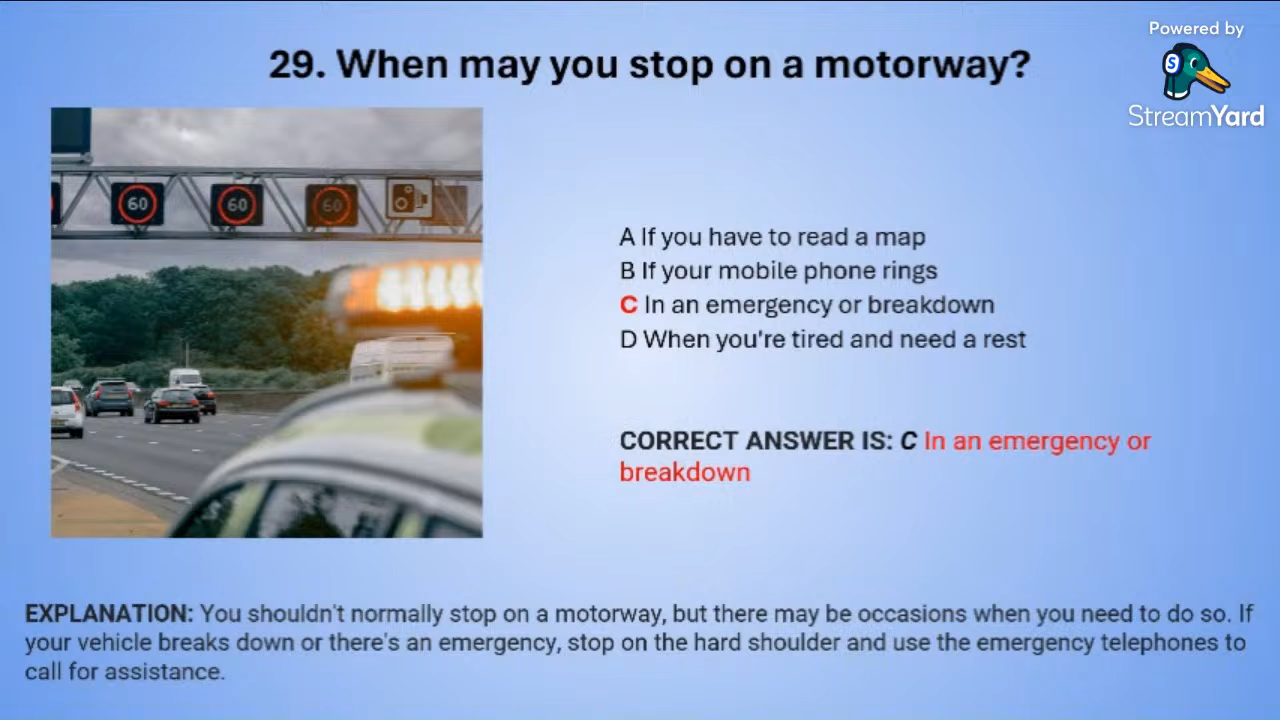 Powered by
29. When may you stop on a motorway?
StreamYard
60 60 60
A If you have to read a map
B If your mobile phone rings
C In an emergency or breakdown
D When you're tired and need a rest
CORRECT ANSWER IS: C In an emergency or
breakdown
EXPLANATION: You shouldn't normally stop on a motorway, but there may be occasions when you need to do so. If
your vehicle breaks down or there's an emergency, stop on the hard shoulder and use the emergency telephones to
call for assistance.